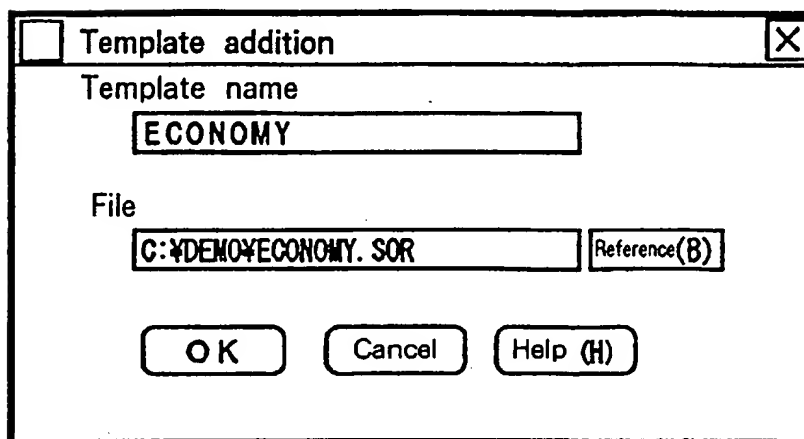 Template addition
Template name
ECONOMY
File
C:¥DEMO¥ECONOMY.SOR Reference(B)
OK Cancel Help (H)